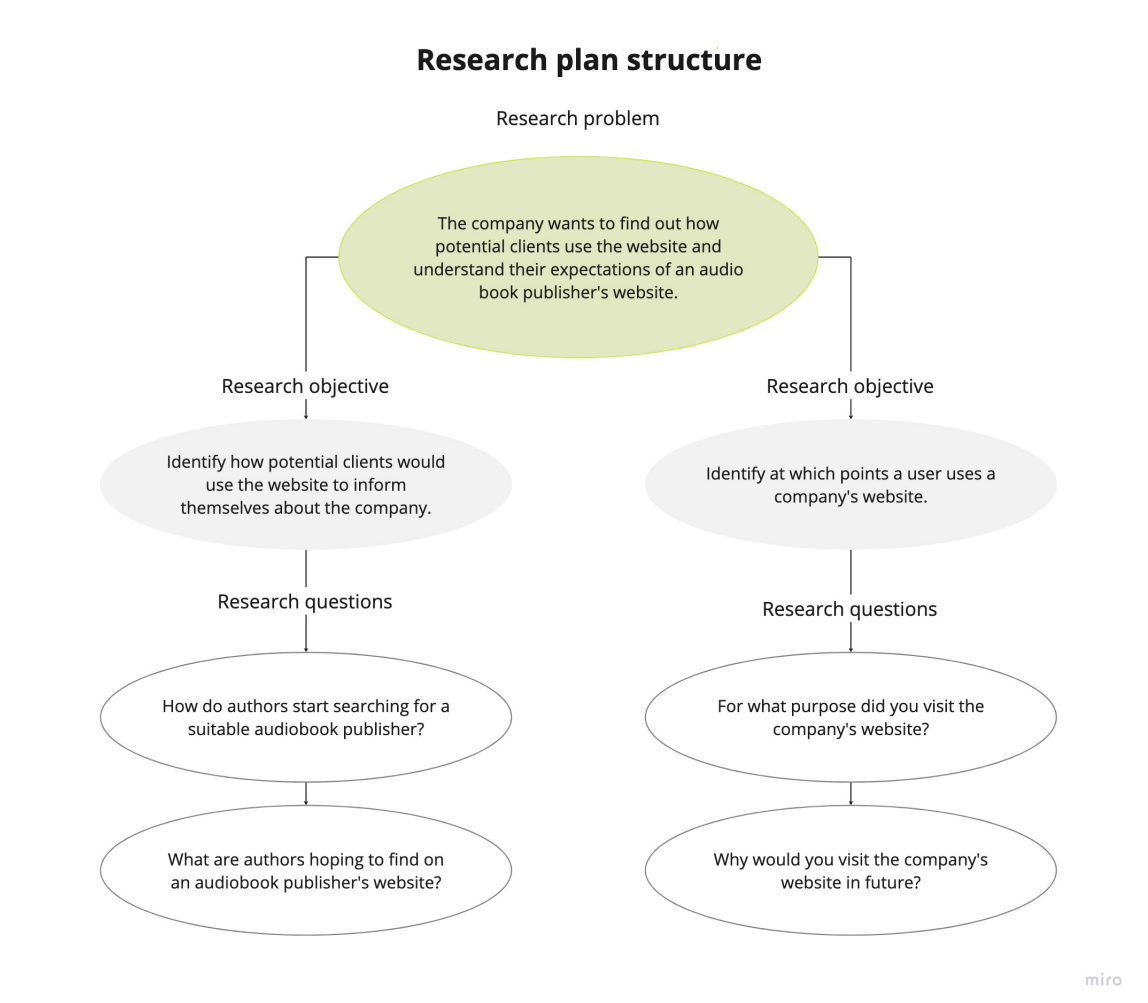 Research plan structure
Research problem
The company wants to find out how
potential clients use the website and
understand their expectations of an audio
book publisher's website.
Research objective
Identify how potential clients would
use the website to inform
themselves about the company.
Research questions
How do authors start searching for a
suitable audiobook publisher?
What are authors hoping to find on
an audiobook publisher's website?
Research objective
Identify at which points a user uses a
company's website.
Research questions
For what purpose did you visit the
company's website?
Why would you visit the company's
website in future?
miro